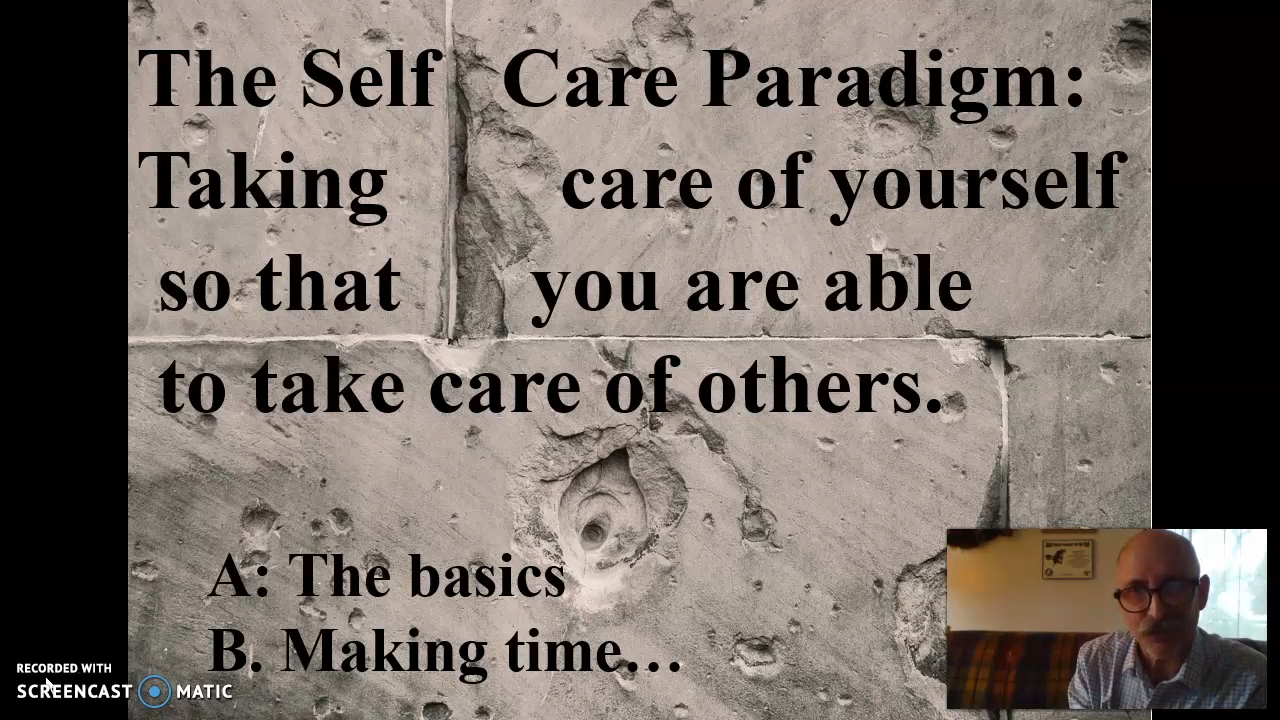 The Self Care Paradigm:
Taking care of yourself
so that you are able
to take care of others.
A: The basics
B. Making time…
RECORDED WITH
SCREENCAST MATIC